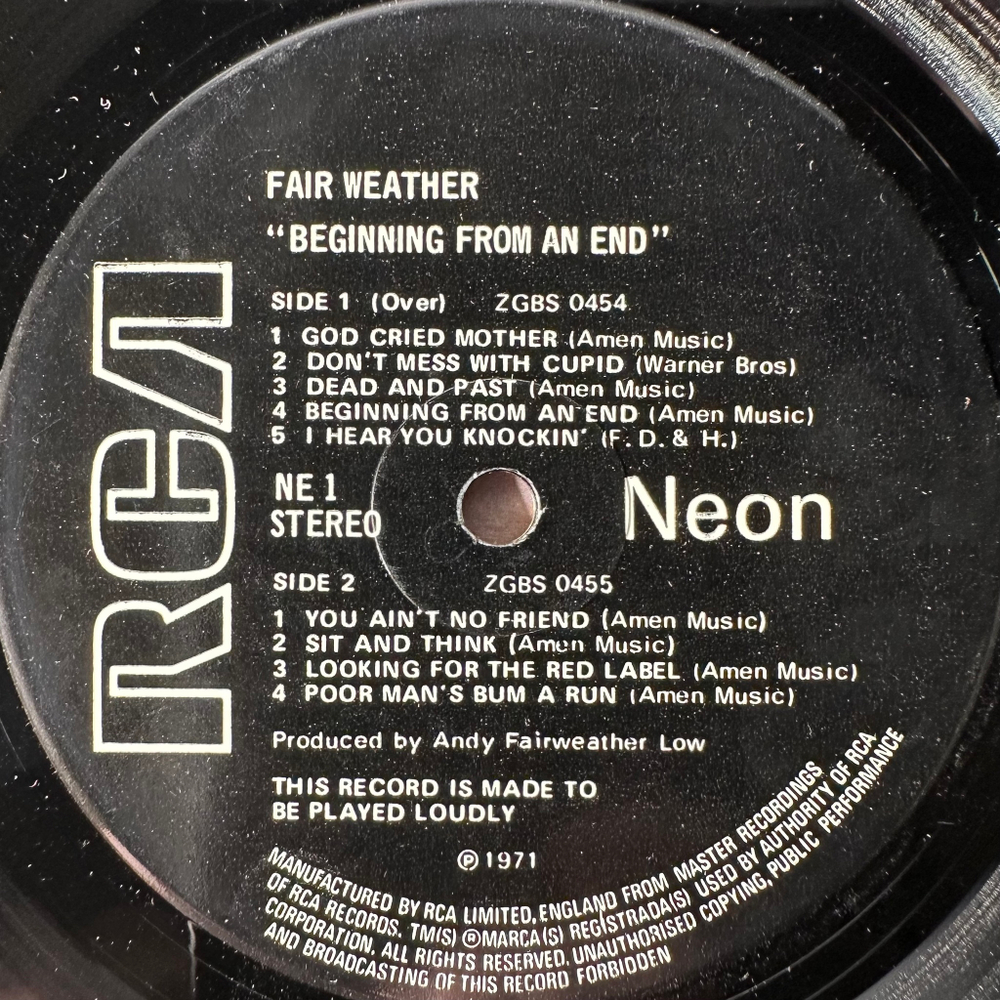 FAIR WEATHER
“BEGINNING FROM AN END”
SIDE 1 (Over) ZGBS 0454
1 GOD CRIED MOTHER (Amen Music)
2 DON'T MESS WITH CUPID (Warner Bros)
3 DEAD AND PAST (Amen Music)
4 BEGINNING FROM AN END (Amen Music)
5 I HEAR YOU KNOCKIN' (F. D. & H.)
RCA
NE 1
STEREO
Neon
SIDE 2 ZGBS 0455
1 YOU AIN'T NO FRIEND (Amen Music)
2 SIT AND THINK (Amen Music)
3 LOOKING FOR THE RED LABEL (Amen Music)
4 POOR MAN'S BUM A RUN (Amen Music)
Produced by Andy Fairweather Low
THIS RECORD IS MADE TO
BE PLAYED LOUDLY
℗ 1971
MANUFACTURED BY RCA LIMITED, ENGLAND FROM MASTER RECORDINGS
OF RCA RECORDS. TM(S) ® MARCA(S) REGISTRADA(S) USED BY AUTHORITY OF RCA
CORPORATION. ALL RIGHTS RESERVED. UNAUTHORISED COPYING, PUBLIC PERFORMANCE
AND BROADCASTING OF THIS RECORD FORBIDDEN